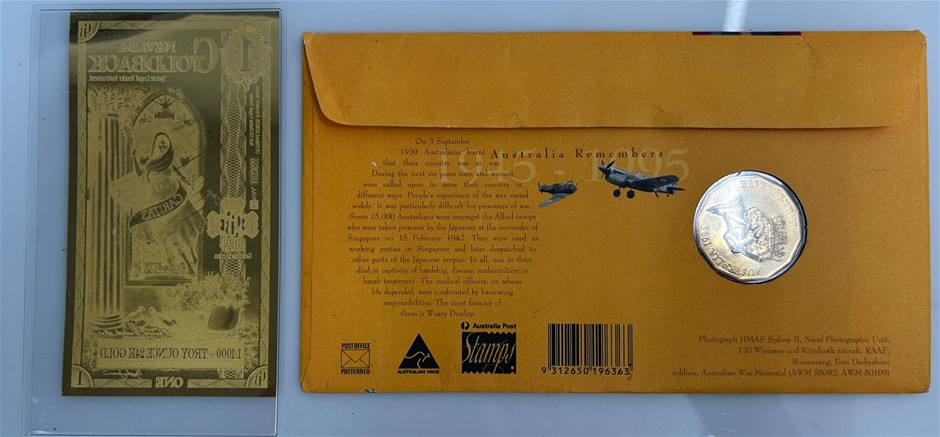 1
NEVADA
GOLDBACK
Special Legal Tender Instrument
CARITAS
1/1000 TROY OUNCE 24K GOLD
1
ONE
On 3 September
1939 Australians learnt
that their country was at war.
During the next six years men and women
were called upon to serve their country in
different ways. People's experience of the war varied
widely. It was particularly difficult for prisoners of war.
Some 15,000 Australians were amongst the Allied troops
who were taken prisoner by the Japanese at the surrender of
Singapore on 15 February 1942. They were used as
working parties in Singapore and later despatched to
other parts of the Japanese empire. In all, one in three
died in captivity of hardship, disease, malnutrition or
harsh treatment. The medical officers, on whom
life depended, were confronted by harrowing
responsibilities. The most famous of
them is Weary Dunlop.
Australia Remembers
1945 - 1995
ELIZABETH II
AUSTRALIA 1995
POST OFFICE
PREFERRED
AUSTRALIAN MADE
Australia Post
Stamps
9 312650 196363
Photograph HMAS Sydney II, Naval Photographic Unit,
120 Wirraway and Kittyhawk aircraft, RAAF;
Boomerang, Don Darbyshire;
soldiers, Australian War Memorial (AWM 55092, AWM 50109)